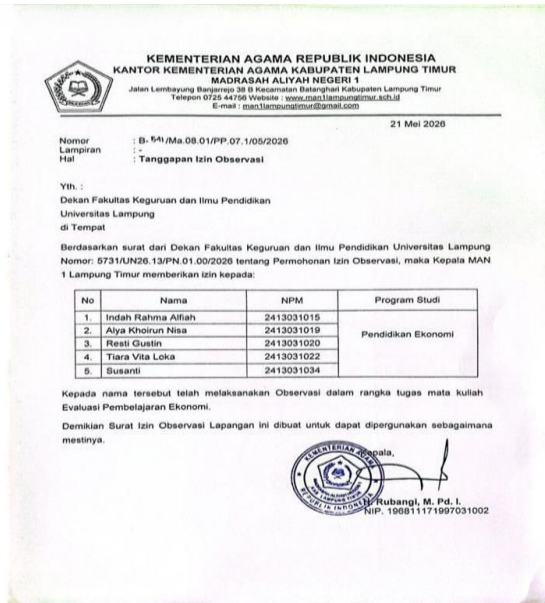 KEMENTERIAN AGAMA REPUBLIK INDONESIA
KANTOR KEMENTERIAN AGAMA KABUPATEN LAMPUNG TIMUR
MADRASAH ALIYAH NEGERI 1
Jalan Lembayung Banjarrejo 38 B Kecamatan Batanghari Kabupaten Lampung Timur
Telepon 0725 44756 Website : www.man1lampungtimur.sch.id
E-mail : man1lampungtimur@gmail.com
21 Mei 2026
Nomor : B- 541/Ma.08.01/PP.07.1/05/2026
Lampiran : -
Hal : Tanggapan Izin Observasi
Yth. :
Dekan Fakultas Keguruan dan Ilmu Pendidikan
Universitas Lampung
di Tempat
Berdasarkan surat dari Dekan Fakultas Keguruan dan Ilmu Pendidikan Universitas Lampung
Nomor: 5731/UN26.13/PN.01.00/2026 tentang Permohonan Izin Observasi, maka Kepala MAN
1 Lampung Timur memberikan izin kepada:
No Nama NPM Program Studi
1. Indah Rahma Alfiah 2413031015
2. Alya Khoirun Nisa 2413031019
Pendidikan Ekonomi
3. Resti Gustin 2413031020
4. Tiara Vita Loka 2413031022
5. Susanti 2413031034
Kepada nama tersebut telah melaksanakan Observasi dalam rangka tugas mata kuliah
Evaluasi Pembelajaran Ekonomi.
Demikian Surat Izin Observasi Lapangan ini dibuat untuk dapat dipergunakan sebagaimana
mestinya.
Kepala,
KEMENTERIAN AGAMA
REPUBLIK INDONESIA
H. Rubangi, M. Pd. I.
NIP. 196811171997031002